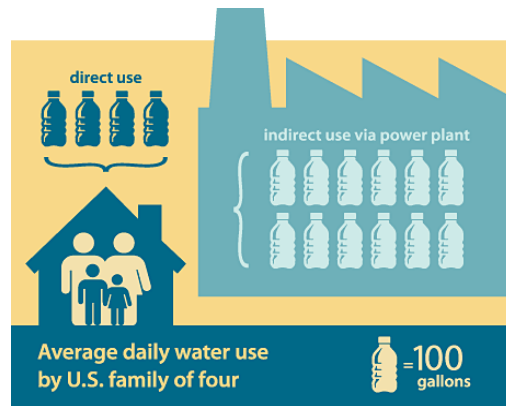 direct use
indirect use via power plant
Average daily water use
by U.S. family of four
=100
gallons